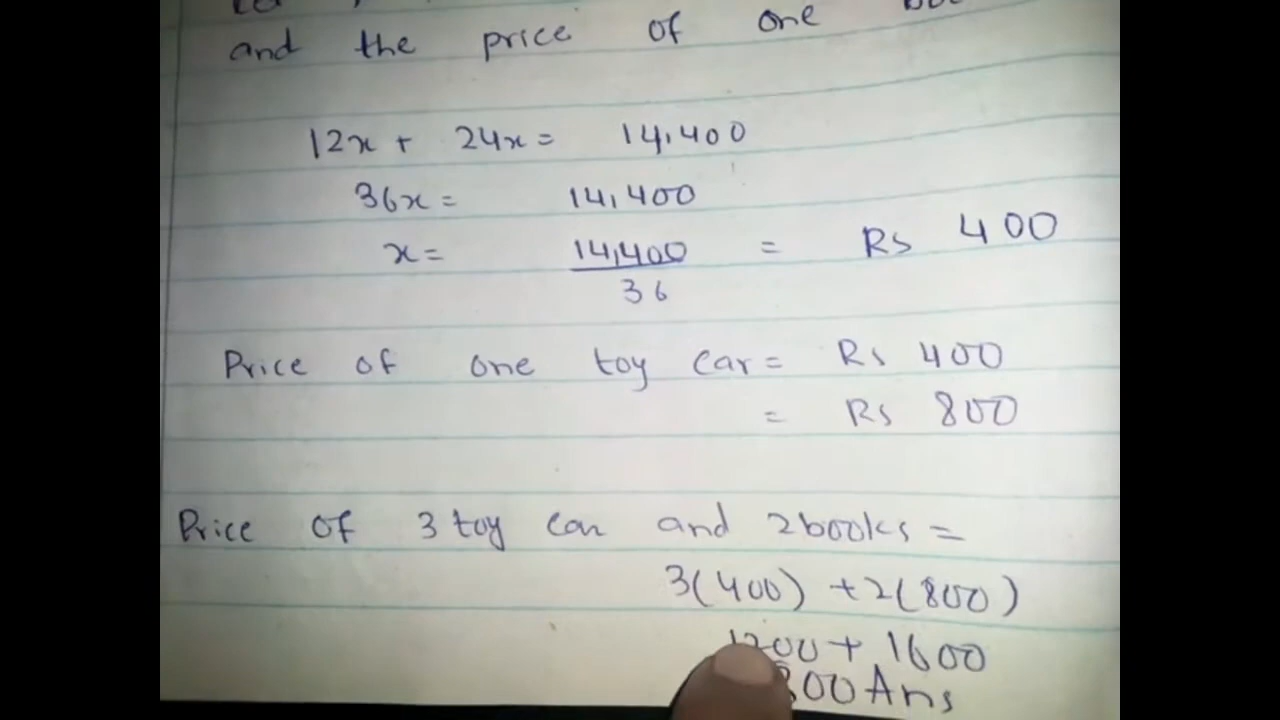 and the price of one
12x + 24x = 14,400
36x = 14,400
x = 14,400 = Rs 400
36
Price of one toy car = Rs 400
= Rs 800
Price of 3 toy car and 2 books =
3(400) + 2(800)
1200 + 1600
800 Ans